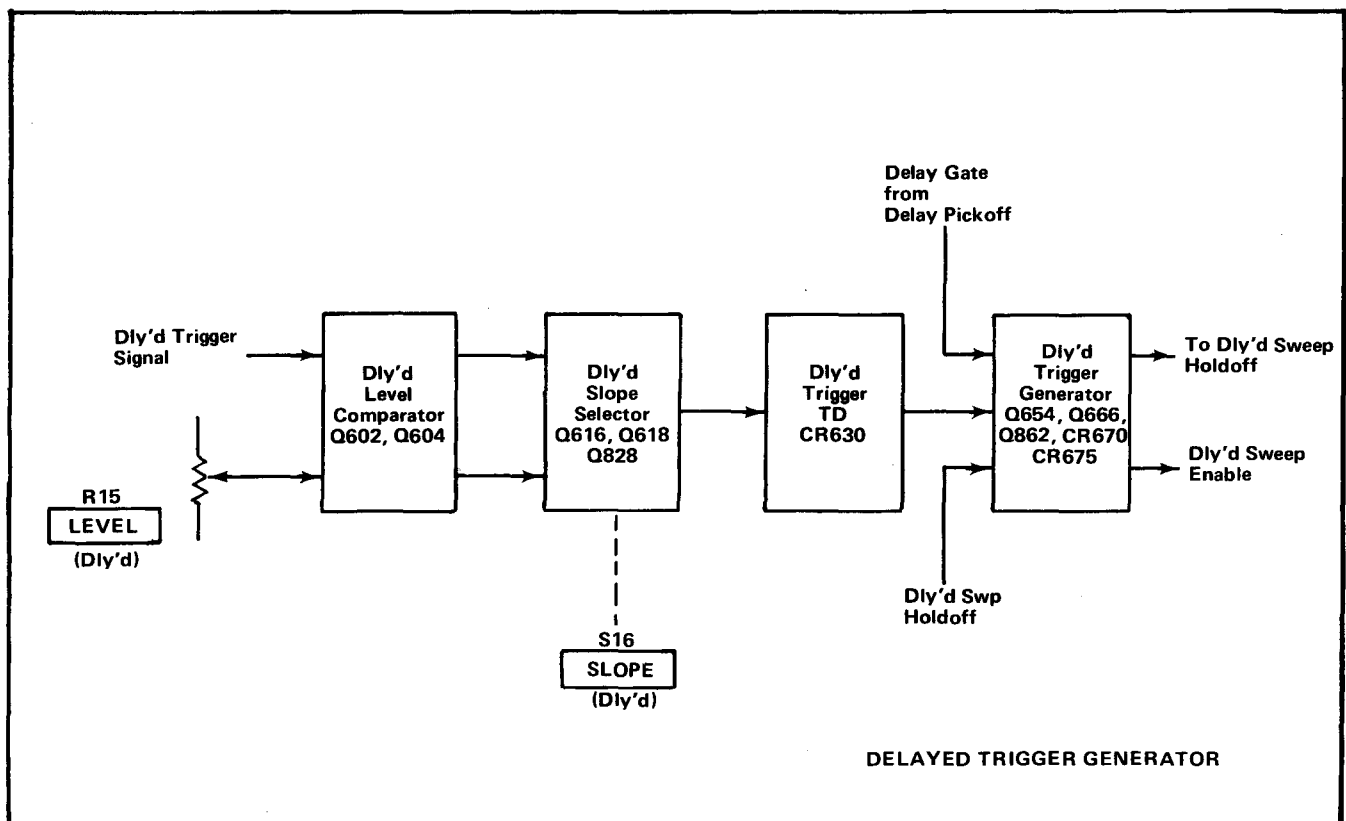 Delay Gate
from
Delay Pickoff
Dly'd Trigger
Signal
R15
LEVEL
(Dly'd)
Dly'd
Level
Comparator
Q602, Q604
Dly'd
Slope
Selector
Q616, Q618
Q828
S16
SLOPE
(Dly'd)
Dly'd
Trigger
TD
CR630
Dly'd
Trigger
Generator
Q654, Q666,
Q862, CR670
CR675
Dly'd Swp
Holdoff
To Dly'd Sweep
Holdoff
Dly'd Sweep
Enable
DELAYED TRIGGER GENERATOR